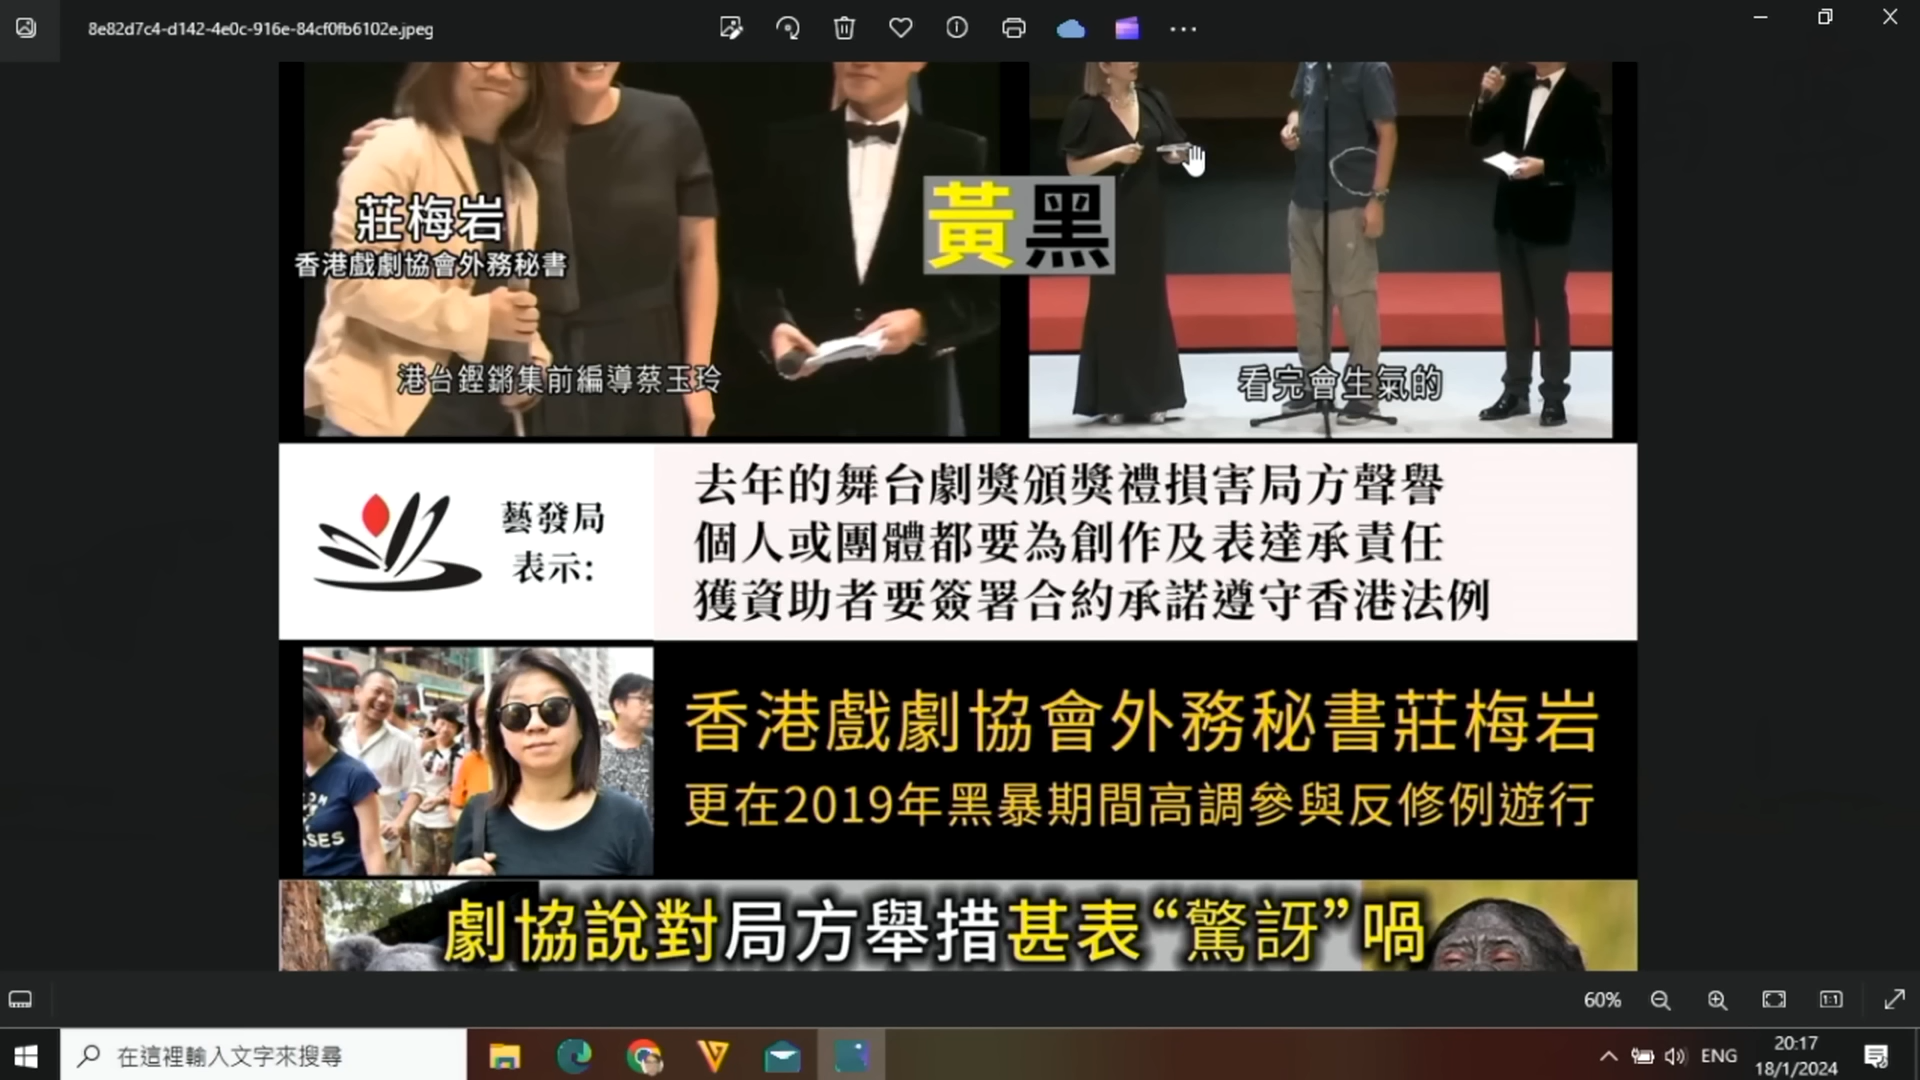 8e82d7c4-d142-4e0c-916e-84cf0fb6102e.jpeg
莊梅岩
香港戲劇協會外務秘書
港台鏗鏘集前編導蔡玉玲
黃黑
看完會生氣的
藝發局
表示:
去年的舞台劇獎頒獎禮損害局方聲譽
個人或團體都要為創作及表達承責任
獲資助者要簽署合約承諾遵守香港法例
香港戲劇協會外務秘書莊梅岩
更在2019年黑暴期間高調參與反修例遊行
劇協說對局方舉措甚表“驚訝”喎
60%
在這裡輸入文字來搜尋
ENG
20:17
18/1/2024